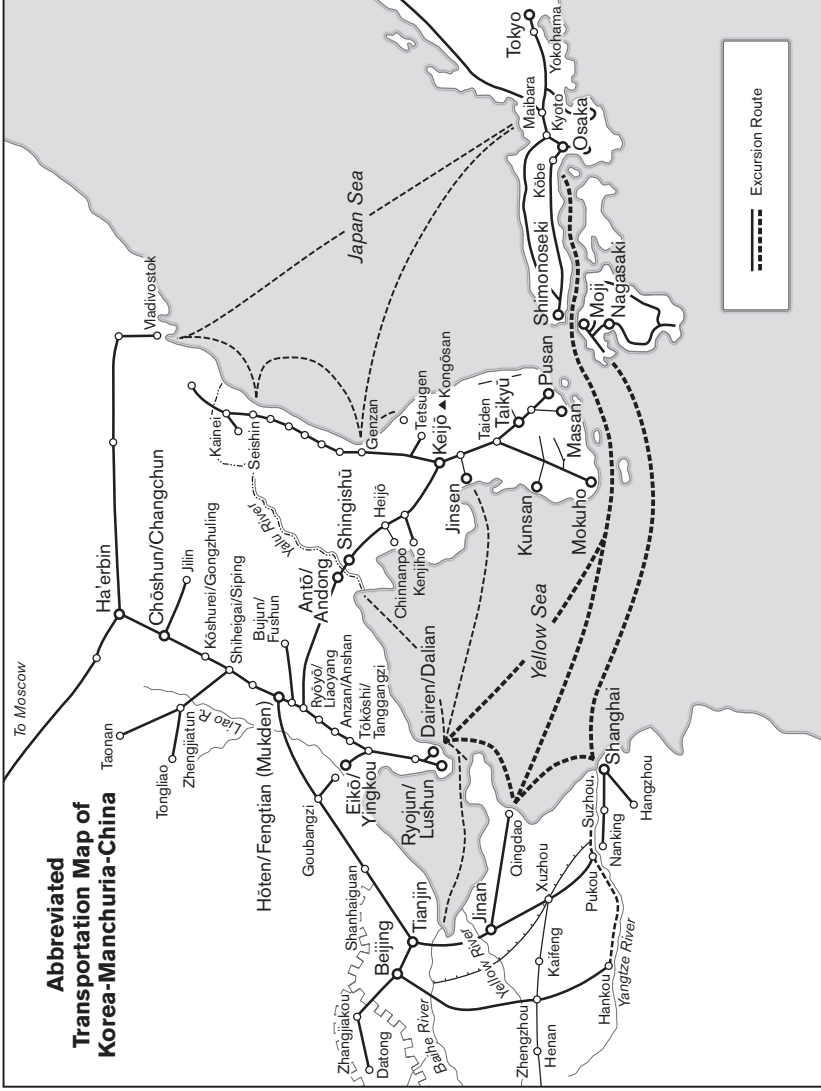 Abbreviated
Transportation Map of
Korea-Manchuria-China
To Moscow
Ha'erbin
Vladivostok
Taonan
Tongliao
Zhengjiatun
Liao R.
Chōshun/Changchun
Jilin
Kōshurei/Gongzhuling
Shiheigai/Siping
Bujun/
Fushun
Hōten/Fengtian (Mukden)
Ryōyō/
Liaoyang
Anzan/Anshan
Tōkōshi/
Tanggangzi
Antō/
Andong
Shingishū
Yalu River
Kainei
Seishin
Goubangzi
Eikō/
Yingkou
Ryojun/
Lushun
Dairen/Dalian
Heijō
Chinnanpo
Kenjiho
Genzan
Tetsugen
Kongōsan
Keijō
Jinsen
Taiden
Taikyū
Pusan
Masan
Kunsan
Mokuho
Japan Sea
Yellow Sea
Zhangjiakou
Datong
Beijing
Shanhaiguan
Tianjin
Baihe River
Yellow River
Jinan
Qingdao
Xuzhou
Kaifeng
Zhengzhou
Henan
Hankou
Yangtze River
Pukou
Nanking
Suzhou
Shanghai
Hangzhou
Shimonoseki
Moji
Nagasaki
Kōbe
Osaka
Kyoto
Maibara
Yokohama
Tokyo
Excursion Route